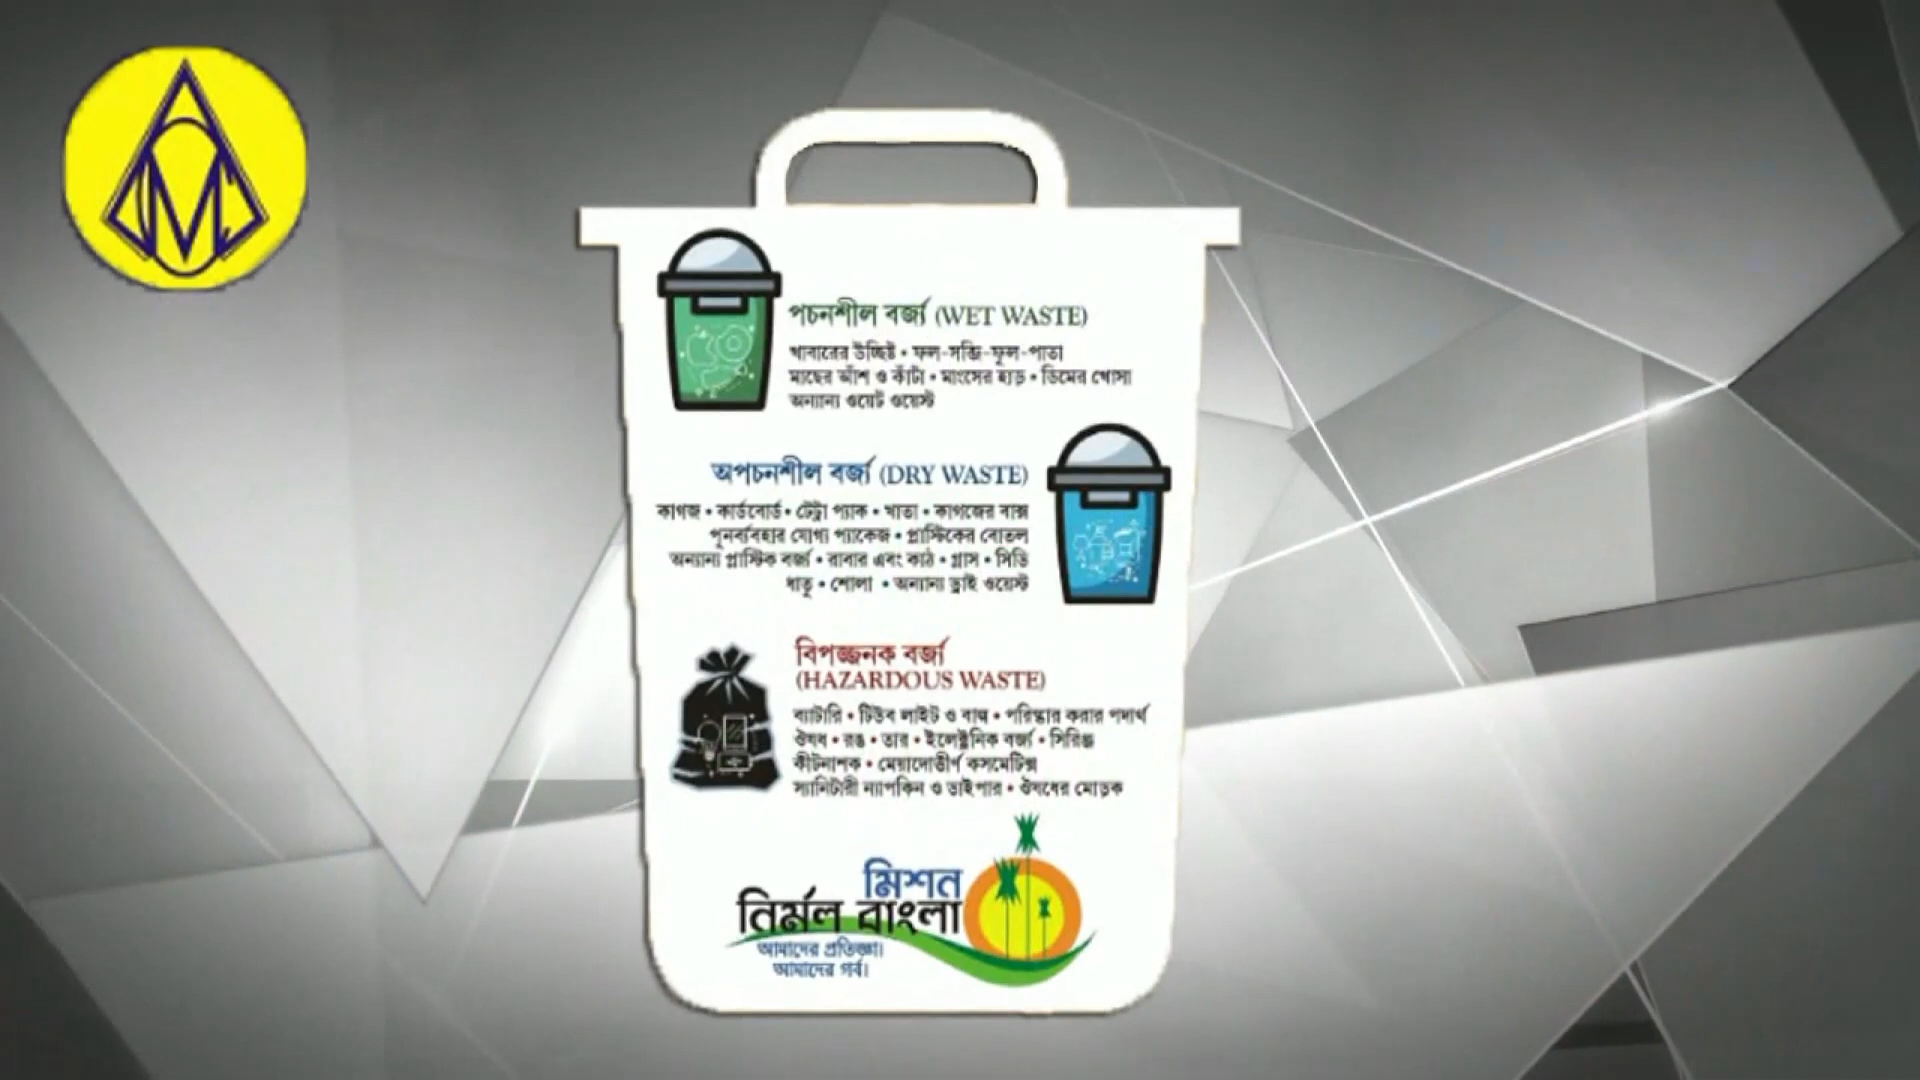 পচনশীল বর্জ্য (WET WASTE)
খাবারের উচ্ছিষ্ট • ফল-সব্জি-ফুল-পাতা
মাছের আঁশ ও কাঁটা • মাংসের হাড় • ডিমের খোসা
অন্যান্য ওয়েট ওয়েস্ট
অপচনশীল বর্জ্য (DRY WASTE)
কাগজ • কার্ডবোর্ড • টেট্রা প্যাক • খাতা • কাগজের বাক্স
পুনর্ব্যবহার যোগ্য প্যাকেজ • প্লাস্টিকের বোতল
অন্যান্য প্লাস্টিক বর্জ্য • রাবার এবং কাঠ • গ্লাস • সিডি
ধাতু • শোলা • অন্যান্য ড্রাই ওয়েস্ট
বিপজ্জনক বর্জ্য
(HAZARDOUS WASTE)
ব্যাটারি • টিউব লাইট ও বাল্ব • পরিস্কার করার পদার্থ
ঔষধ • রঙ • তার • ইলেক্ট্রনিক বর্জ্য • সিরিঞ্জ
কীটনাশক • মেয়াদোত্তীর্ণ কসমেটিক্স
স্যানিটারী ন্যাপকিন ও ডাইপার • ঔষধের মোড়ক
মিশন
নির্মল বাংলা
আমাদের প্রতিজ্ঞা।
আমাদের গর্ব।